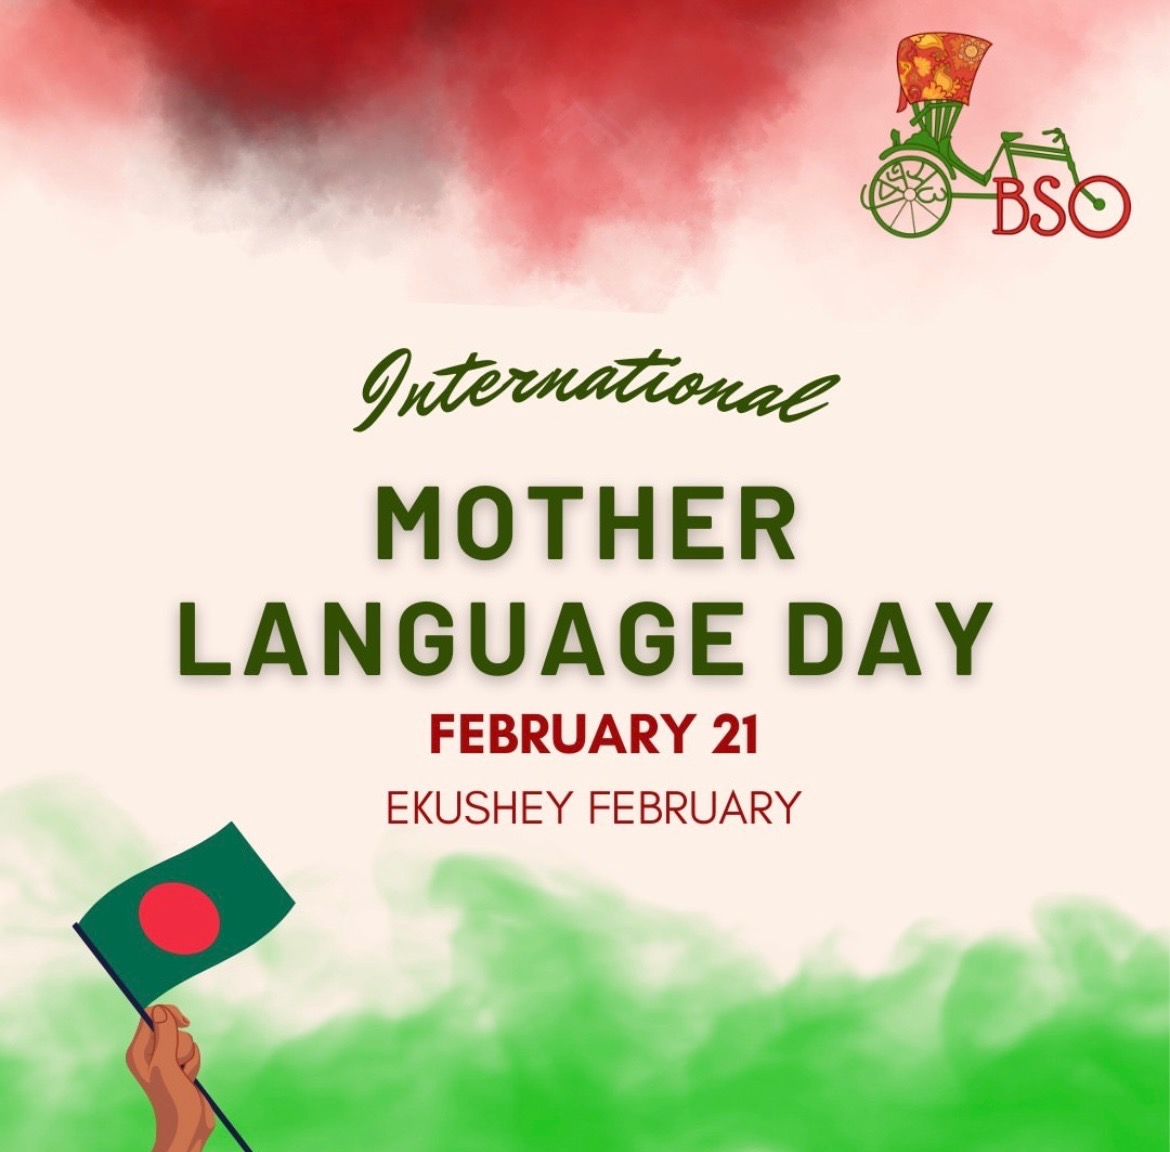 BSO
International
MOTHER
LANGUAGE DAY
FEBRUARY 21
EKUSHEY FEBRUARY